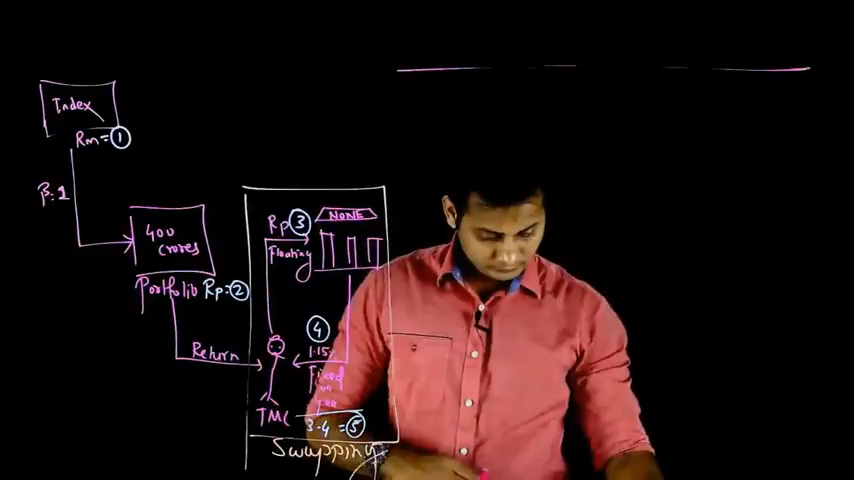 Index
Rm= 1
β:1
400
crores
Portfolio Rp= 2
Return
Rp 3
NONE
Floating
4
1.15%
Fixed
TMC
3-4 = 5
Swapping